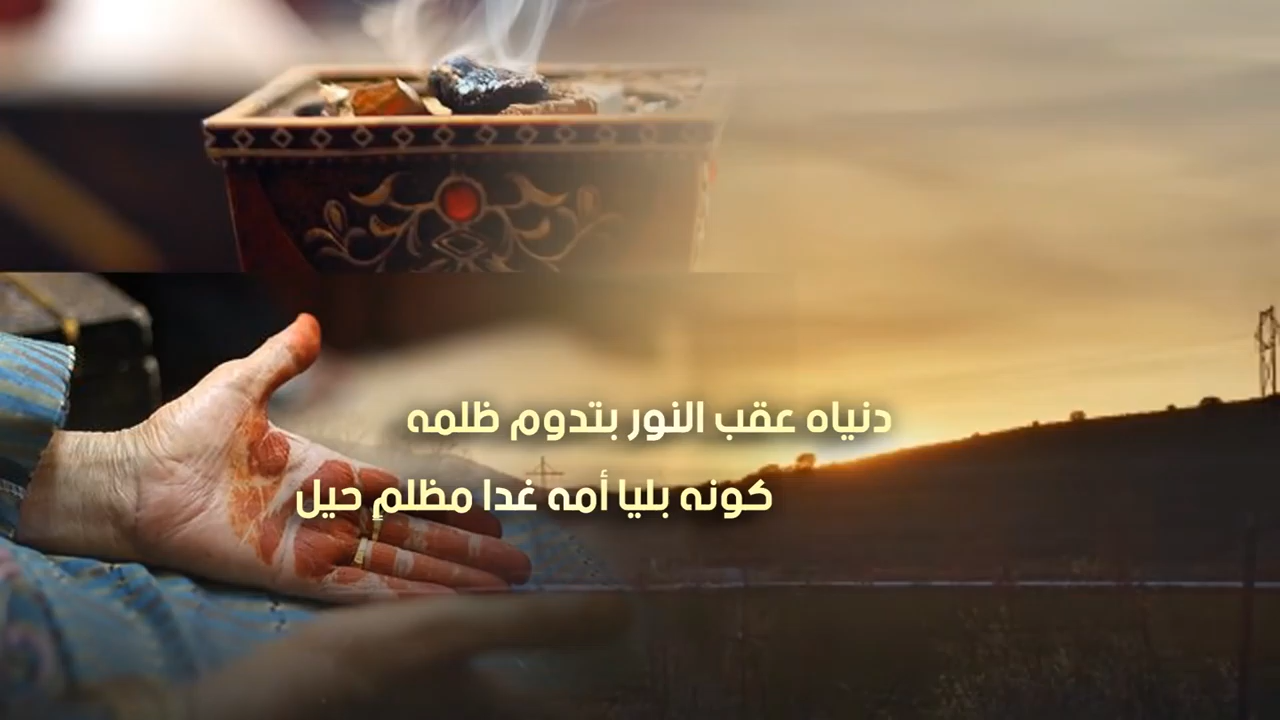 دنياه عقب النور بتدوم ظلمه
كونه بليا أمه غدا مظلمٍ حيل